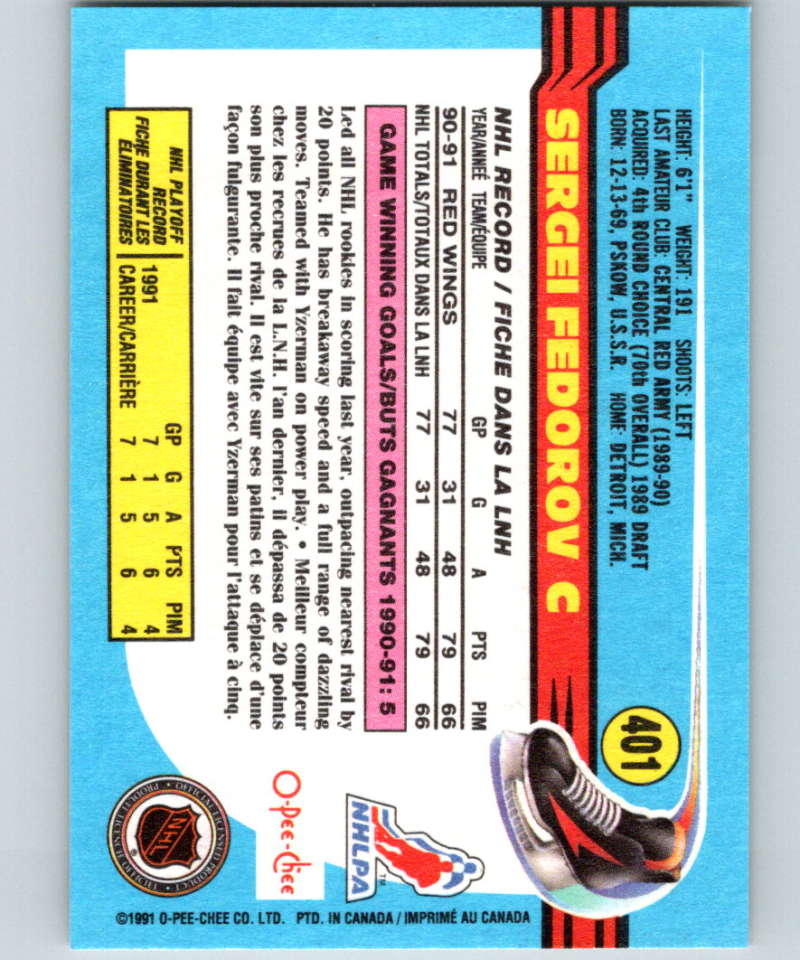 401
HEIGHT: 6'1" WEIGHT: 191 SHOOTS: LEFT
LAST AMATEUR CLUB: CENTRAL RED ARMY (1989-90)
ACQUIRED: 4th ROUND CHOICE (70th OVERALL) 1989 DRAFT
BORN: 12-13-69, PSKOW, U.S.S.R. HOME: DETROIT, MICH.
SERGEI FEDOROV C
NHL RECORD / FICHE DANS LA LNH
YEAR/ANNEÉ TEAM/ÉQUIPE GP G A PTS PIM
90-91 RED WINGS 77 31 48 79 66
NHL TOTALS/TOTAUX DANS LA LNH 77 31 48 79 66
GAME WINNING GOALS/BUTS GAGNANTS 1990-91: 5
Led all NHL rookies in scoring last year, outpacing nearest rival by
20 points. He has breakaway speed and a full range of dazzling
moves. Teamed with Yzerman on power play. • Meilleur compteur
chez les recrues de la L.N.H. l'an dernier, il dépassa de 20 points
son plus proche rival. Il est vite sur ses patins et se déplace d'une
façon fulgurante. Il fait équipe avec Yzerman pour l'attaque à cinq.
NHL PLAYOFF
RECORD
FICHE DURANT LES
ÉLIMINATOIRES
GP G A PTS PIM
1991 7 1 5 6 4
CAREER/CARRIÈRE 7 1 5 6 4
NHLPA™
O-Pee-Chee
OFFICIAL LICENSED PRODUCT
NHL
®
PRODUIT LICENCIÉ OFFICIEL
©1991 O-PEE-CHEE CO. LTD. PTD. IN CANADA / IMPRIMÉ AU CANADA